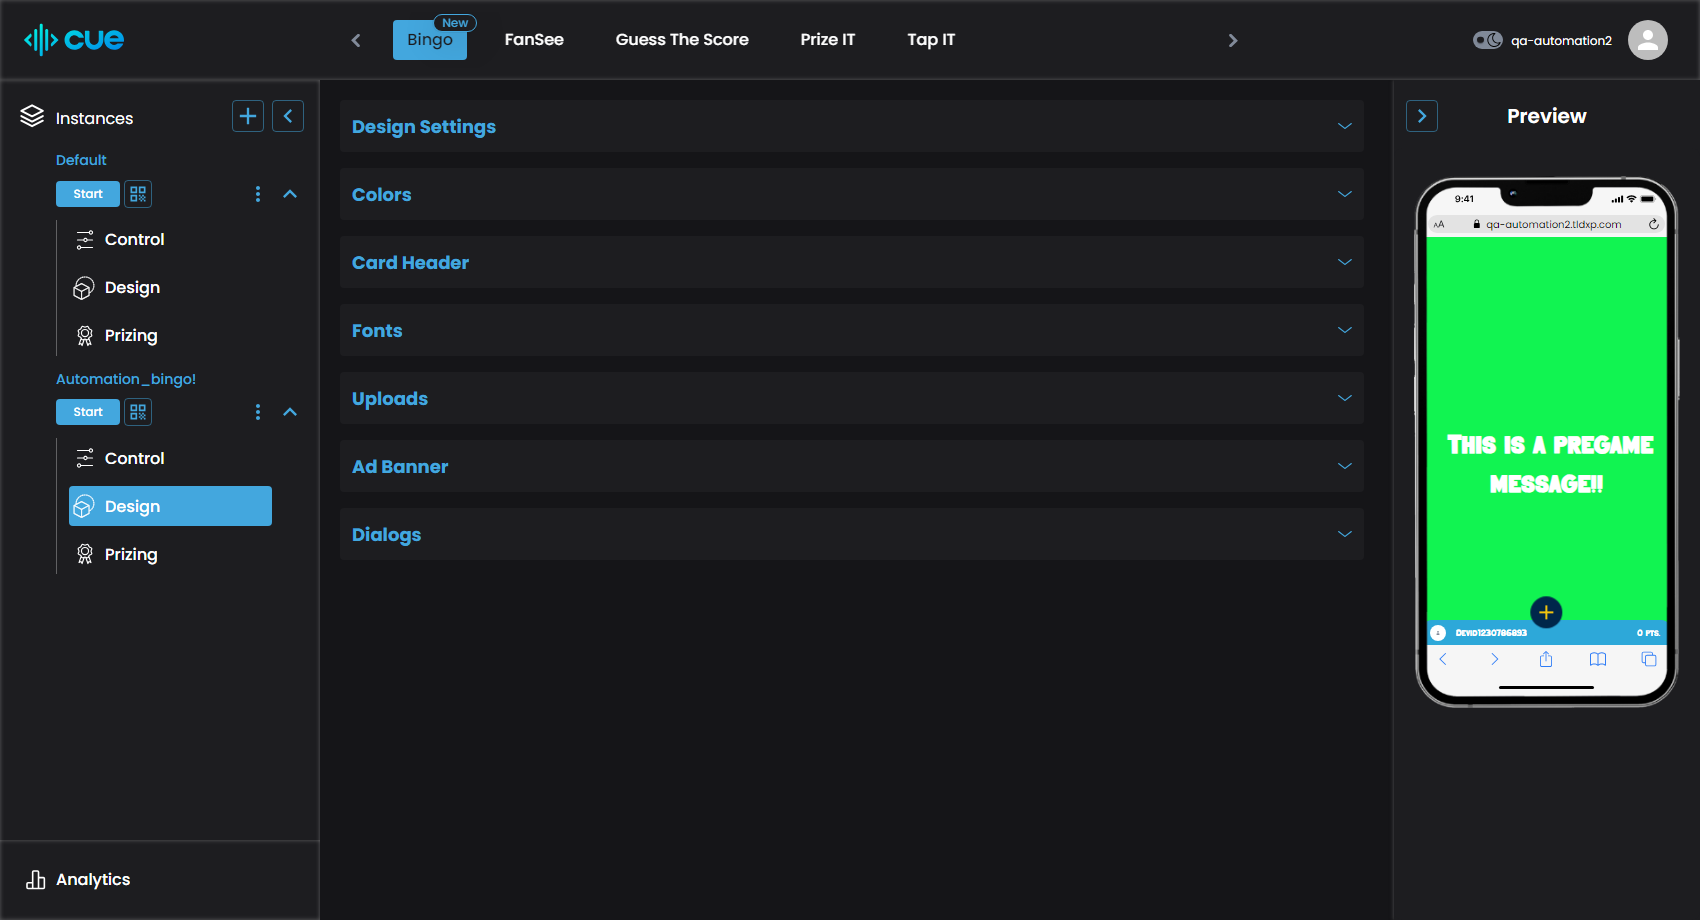 cue
Bingo
New
FanSee
Guess The Score
Prize IT
Tap IT
qa-automation2
Instances
Default
Start
Control
Design
Prizing
Automation_bingo!
Start
Control
Design
Prizing
Analytics
Design Settings
Colors
Card Header
Fonts
Uploads
Ad Banner
Dialogs
Preview
9:41
AA
qa-automation2.tldxp.com
THIS IS A PREGAME
MESSAGE!!
DEVID1230786893
0 PTS.